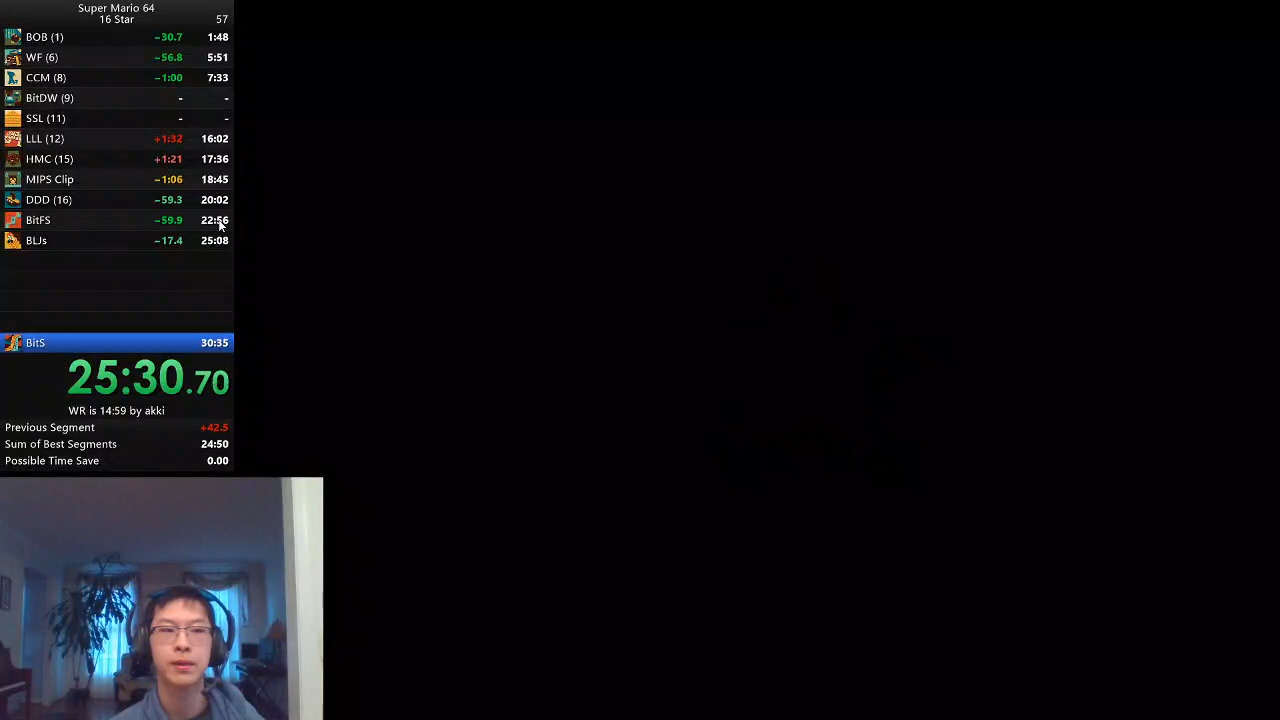 Super Mario 64
16 Star 57
BOB (1) −30.7 1:48
WF (6) −56.8 5:51
CCM (8) −1:00 7:33
BitDW (9) - -
SSL (11) - -
LLL (12) +1:32 16:02
HMC (15) +1:21 17:36
MIPS Clip −1:06 18:45
DDD (16) −59.3 20:02
BitFS −59.9 22:56
BLJs −17.4 25:08
BitS 30:35
25:30.70
WR is 14:59 by akki
Previous Segment +42.5
Sum of Best Segments 24:50
Possible Time Save 0.00